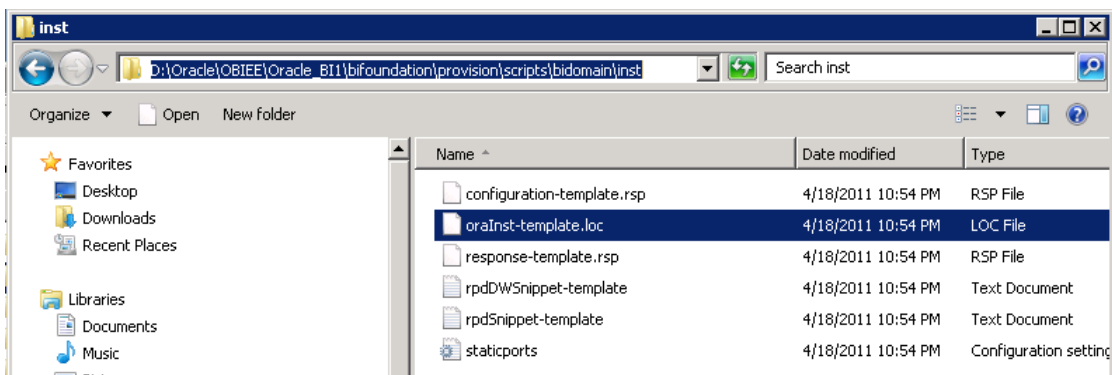 inst
D:\Oracle\OBIEE\Oracle_BI1\bifoundation\provision\scripts\bidomain\inst Search inst
Organize Open New folder
Favorites
Desktop
Downloads
Recent Places
Libraries
Documents
Music
Name Date modified Type
configuration-template.rsp 4/18/2011 10:54 PM RSP File
oraInst-template.loc 4/18/2011 10:54 PM LOC File
response-template.rsp 4/18/2011 10:54 PM RSP File
rpdDWSnippet-template 4/18/2011 10:54 PM Text Document
rpdSnippet-template 4/18/2011 10:54 PM Text Document
staticports 4/18/2011 10:54 PM Configuration setting